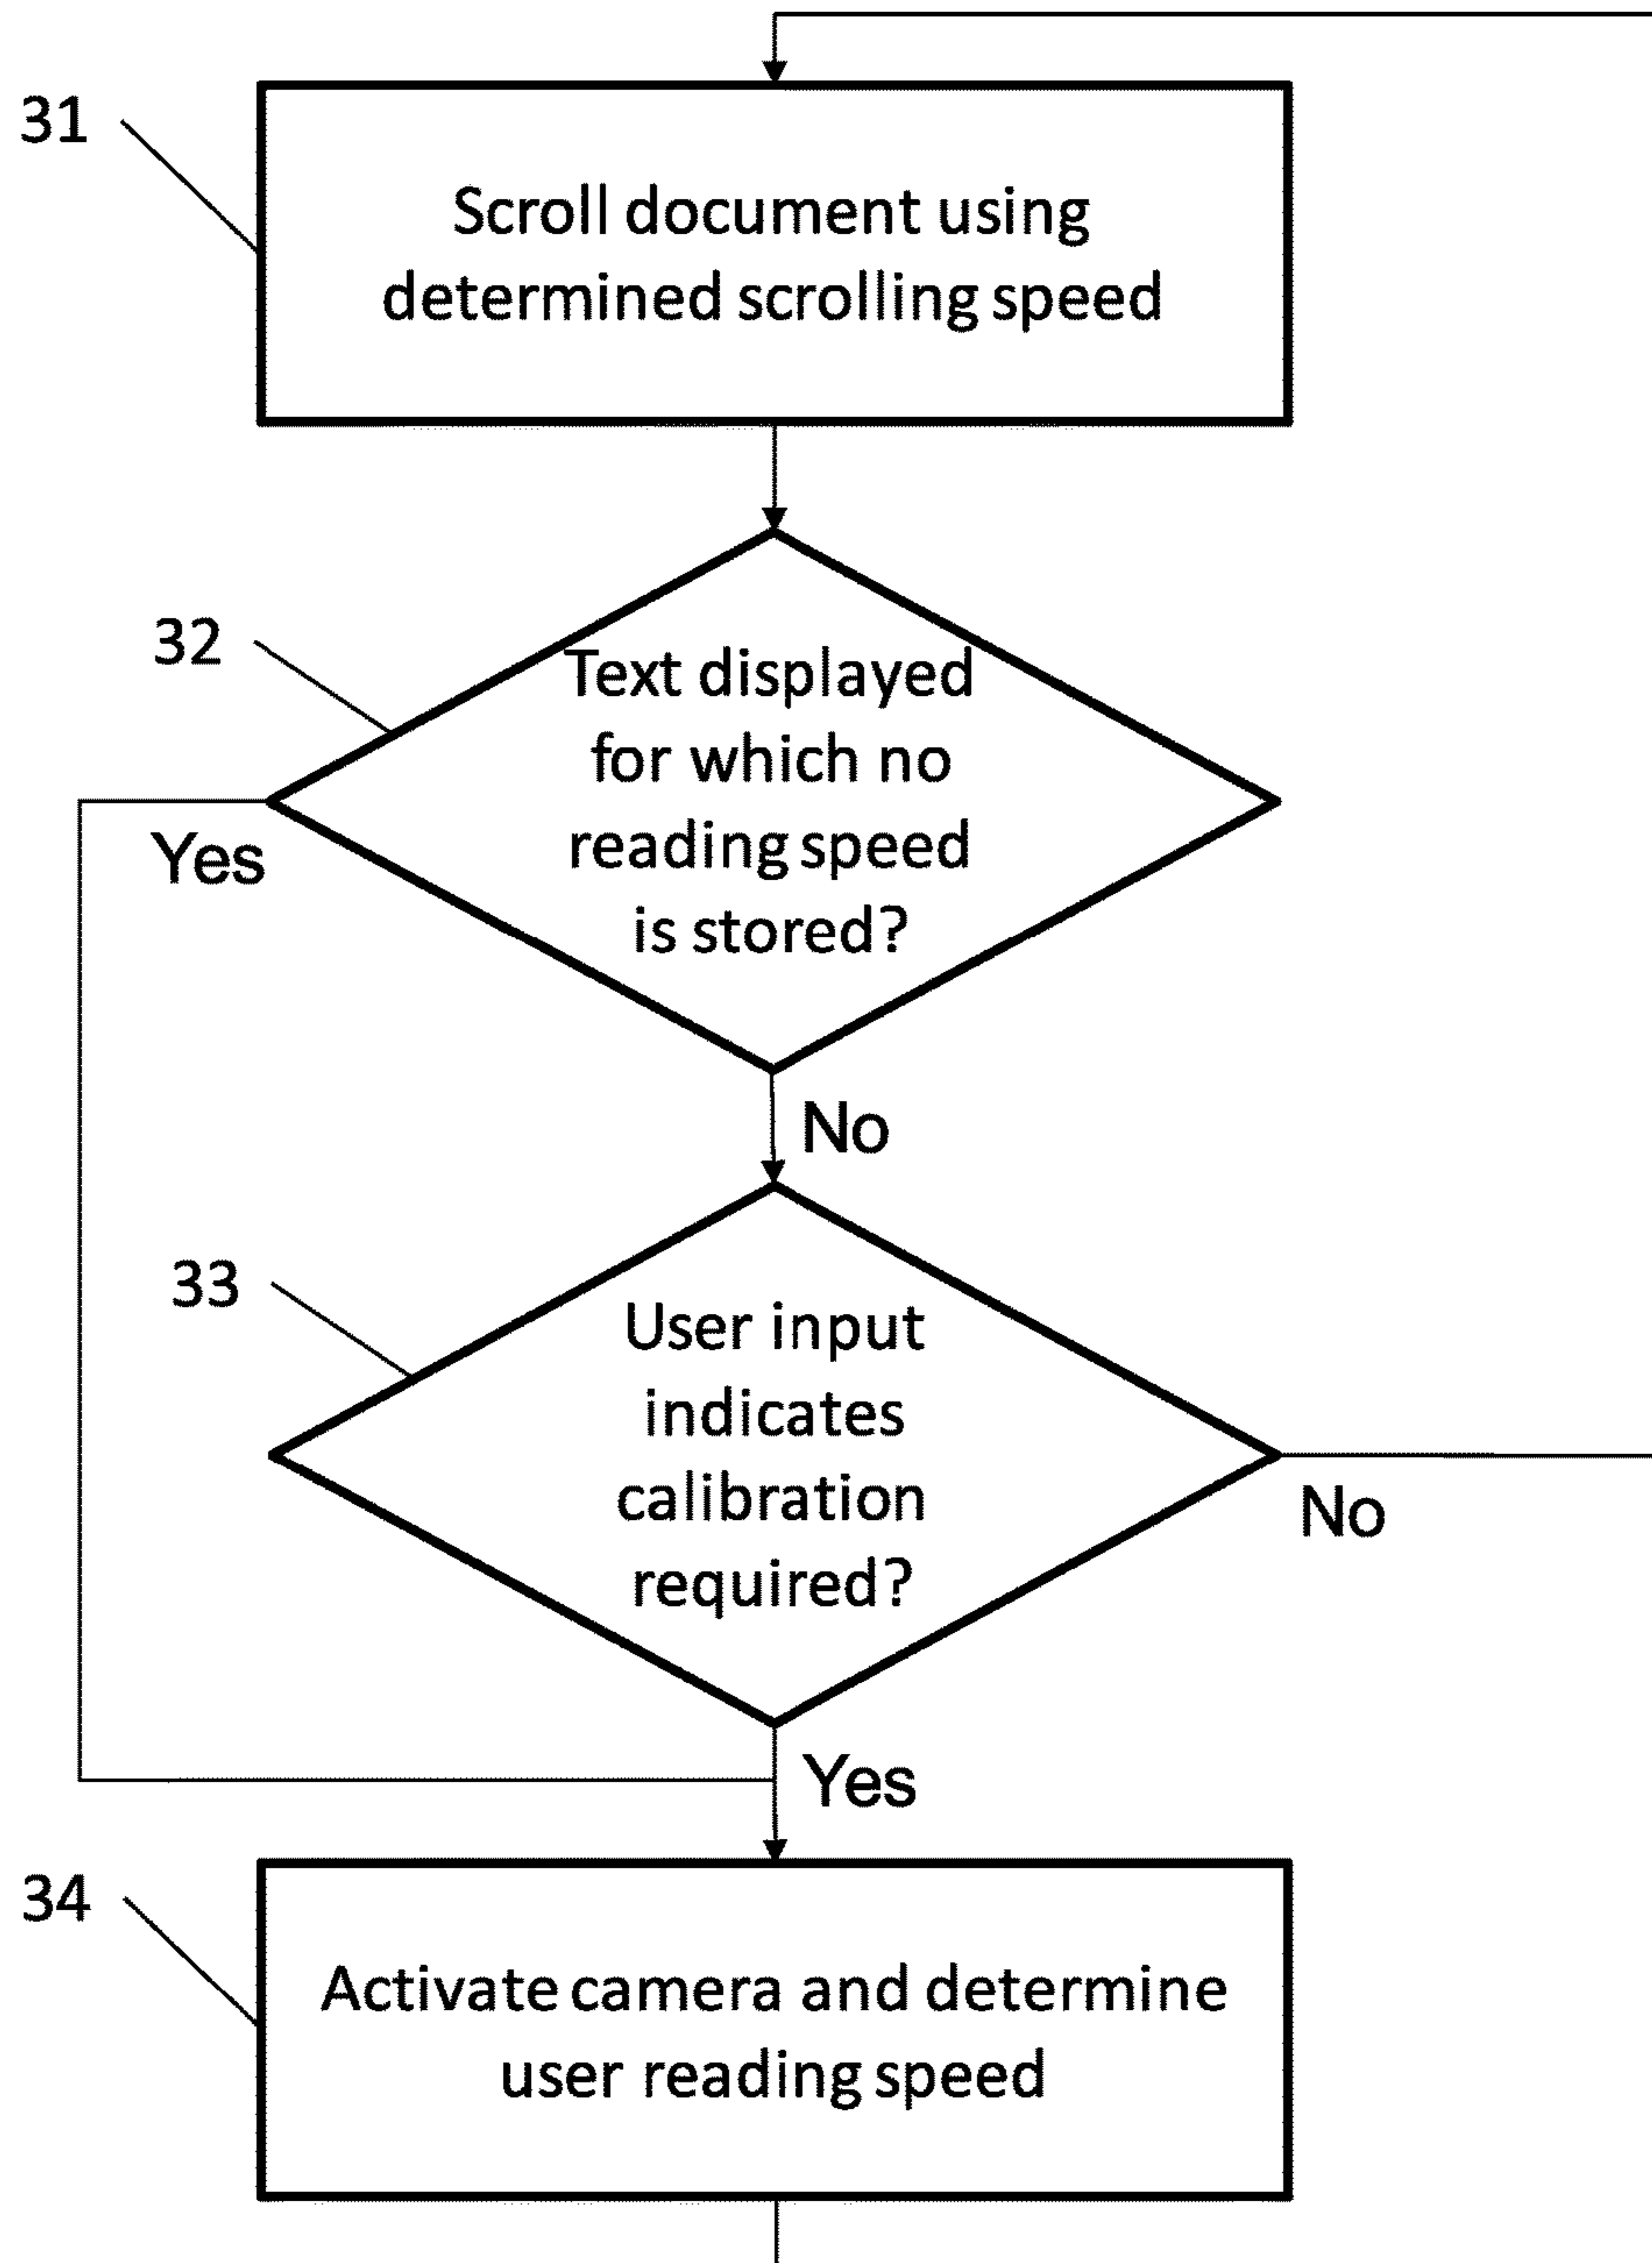 31
Scroll document using
determined scrolling speed
32
Text displayed
for which no
reading speed
is stored?
Yes
No
33
User input
indicates
calibration
required?
No
Yes
34
Activate camera and determine
user reading speed